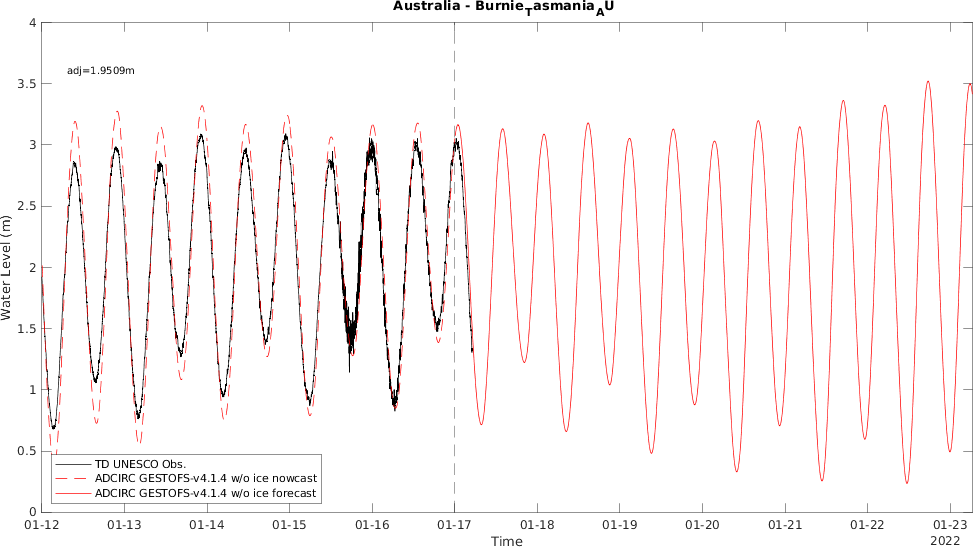 Australia - BurnieTasmaniaAU
adj=1.9509m
Water Level (m)
4
3.5
3
2.5
2
1.5
1
0.5
0
TD UNESCO Obs.
ADCIRC GESTOFS-v4.1.4 w/o ice nowcast
ADCIRC GESTOFS-v4.1.4 w/o ice forecast
01-12 01-13 01-14 01-15 01-16 01-17 01-18 01-19 01-20 01-21 01-22 01-23
2022
Time